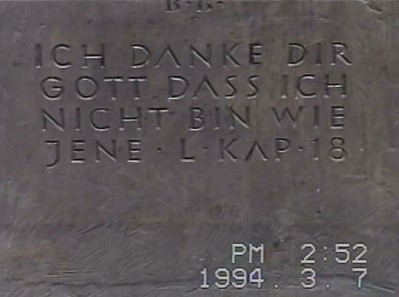 B·B·
ICH DANKE DIR
GOTT DASS ICH
NICHT BIN WIE
JENE · L · KAP · 18
PM 2:52
1994. 3. 7